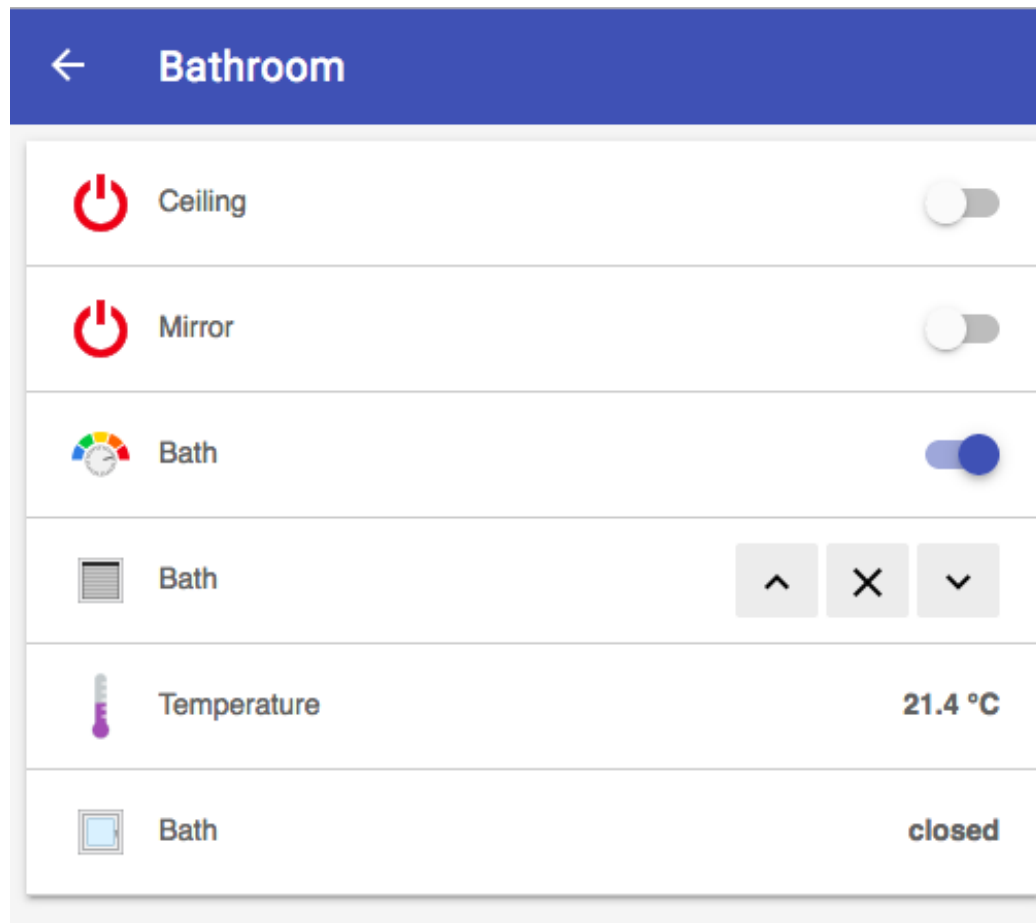 Bathroom
Ceiling
Mirror
Bath
Bath
Temperature 21.4 °C
Bath closed